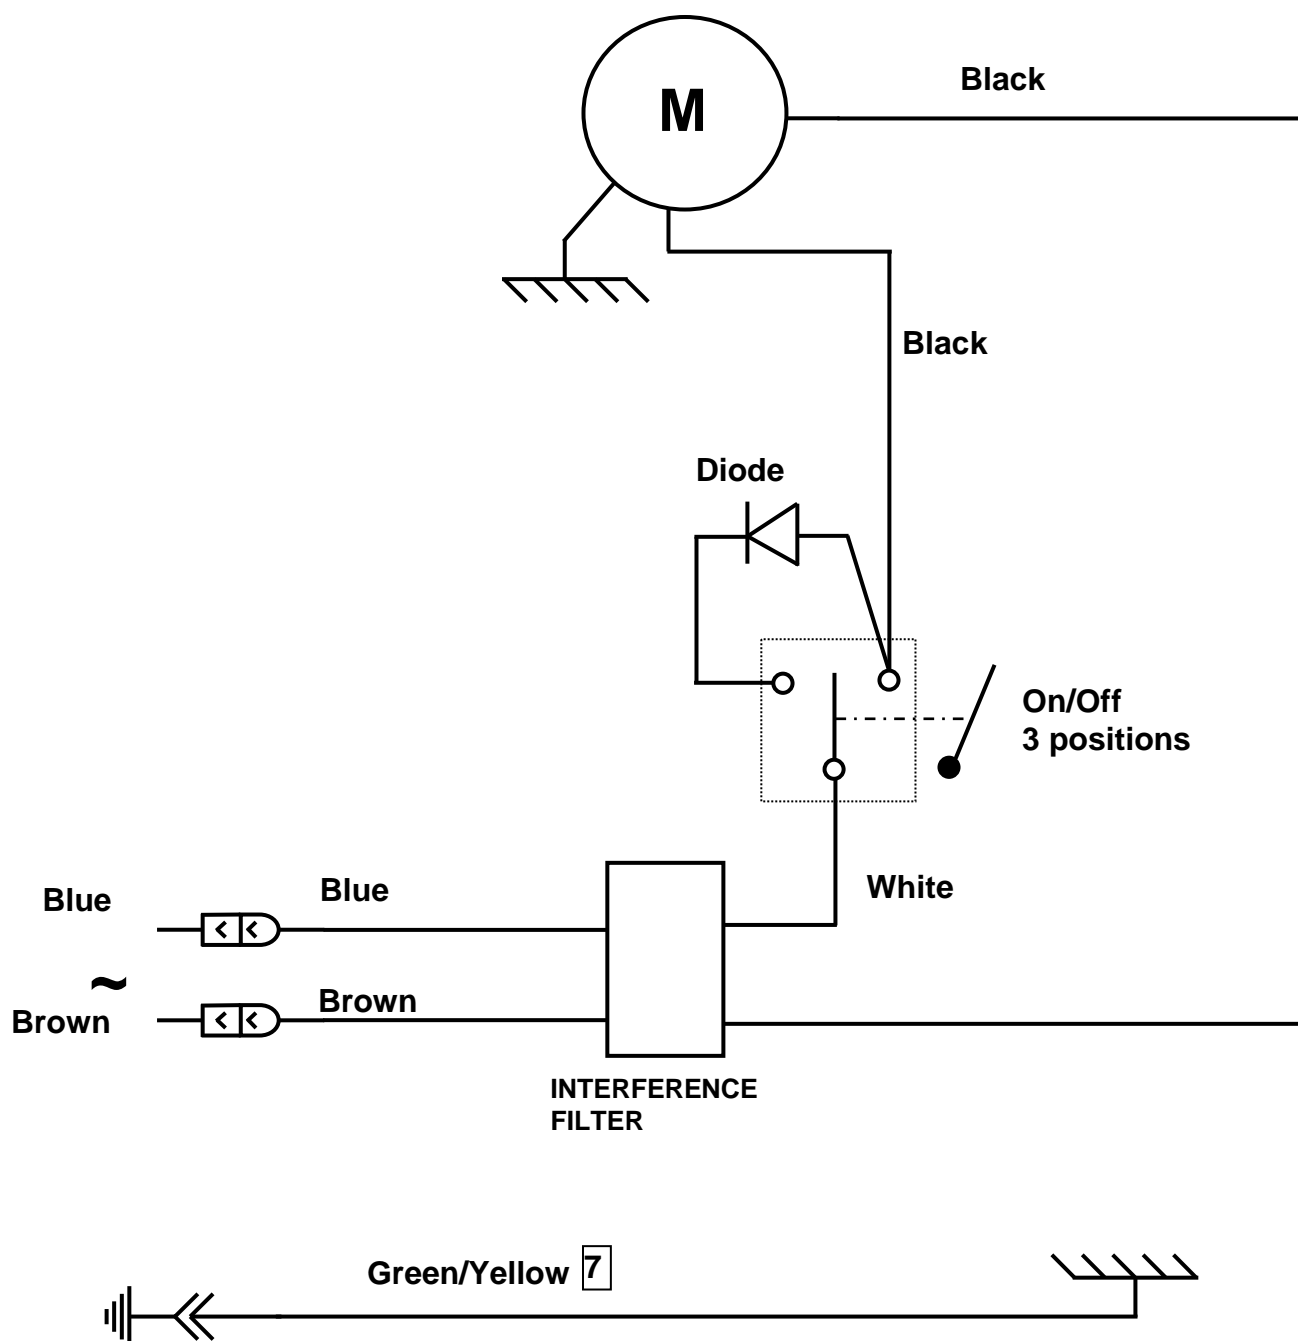 M
Black
Black
Diode
On/Off
3 positions
White
Blue
Blue
~
Brown
Brown
INTERFERENCE
FILTER
Green/Yellow 7